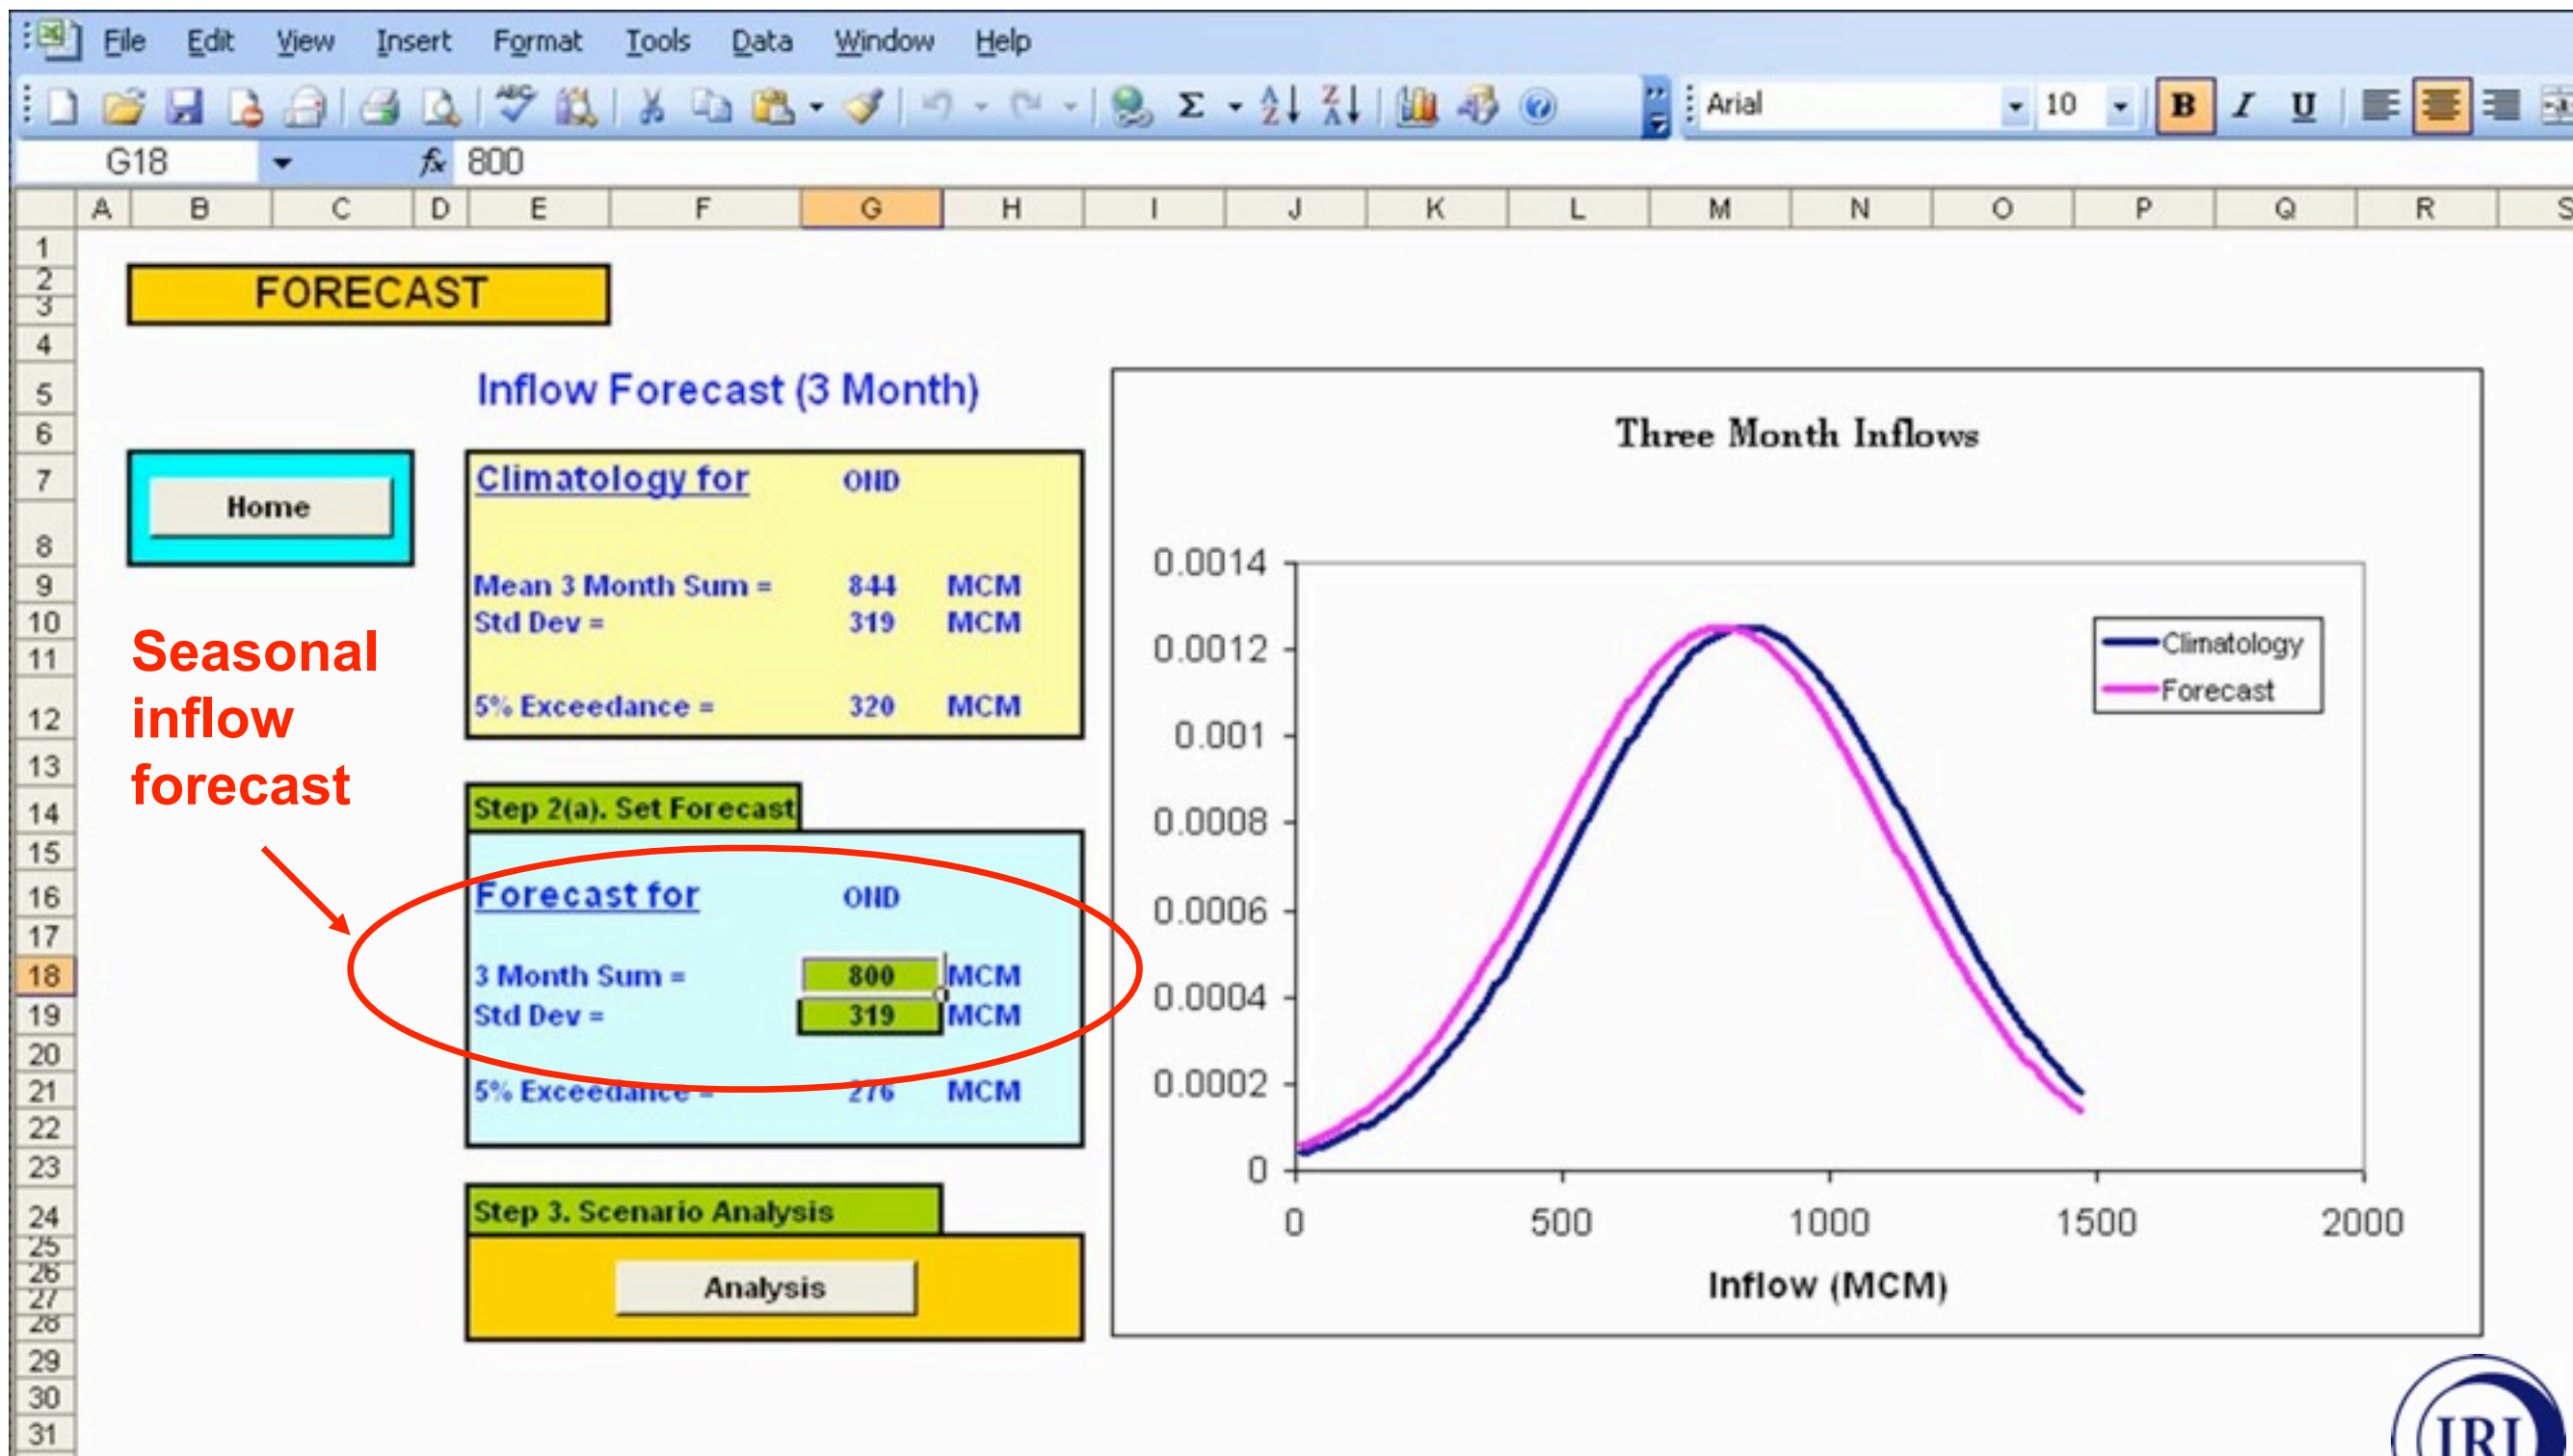 File Edit View Insert Format Tools Data Window Help
Arial 10 B I U
G18 fx 800
A B C D E F G H I J K L M N O P Q R S
1
2
3
4
5
6
7
8
9
10
11
12
13
14
15
16
17
18
19
20
21
22
23
24
25
26
27
28
29
30
31
FORECAST
Inflow Forecast (3 Month)
Home
Climatology for OND
Mean 3 Month Sum = 844 MCM
Std Dev = 319 MCM
5% Exceedance = 320 MCM
Seasonal
inflow
forecast
Step 2(a). Set Forecast
Forecast for OND
3 Month Sum = 800 MCM
Std Dev = 319 MCM
5% Exceedance = 276 MCM
Step 3. Scenario Analysis
Analysis
Three Month Inflows
0.0014
0.0012
0.001
0.0008
0.0006
0.0004
0.0002
0
0 500 1000 1500 2000
Inflow (MCM)
Climatology
Forecast
IRI